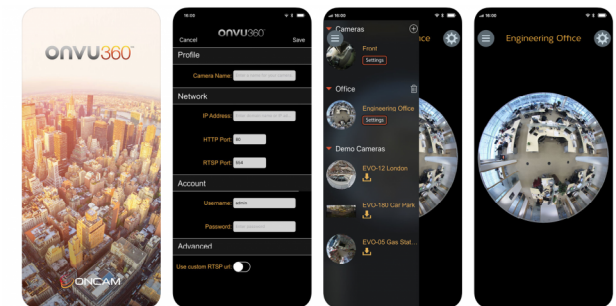 ONVU360°
ONCAM
16:03
ONVU360°
Cancel
Save
Profile
Camera Name:
Network
IP Address:
HTTP Port
80
RTSP Port
554
Account
Username:
admin
Password:
Advanced
Use custom RTSP url:
16:00
Cameras
Front
Settings
Office
Engineering Office
Settings
Demo Cameras
EVO-12 London
EVO-180 Car Park
EVO-05 Gas Stat...
ice
16:00
Engineering Office